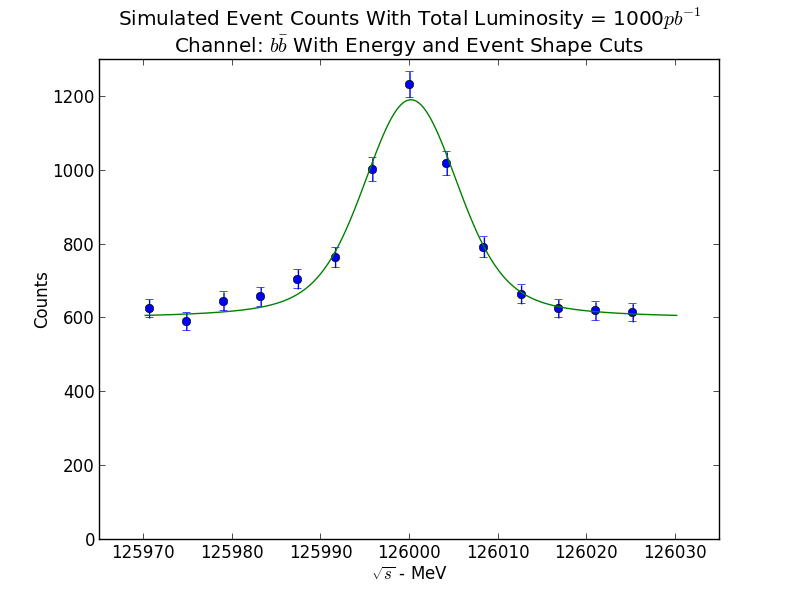 Simulated Event Counts With Total Luminosity = 1000pb⁻¹
Channel: bb̄ With Energy and Event Shape Cuts
1200
1000
800
600
400
200
0
Counts
125970 125980 125990 126000 126010 126020 126030
√s - MeV